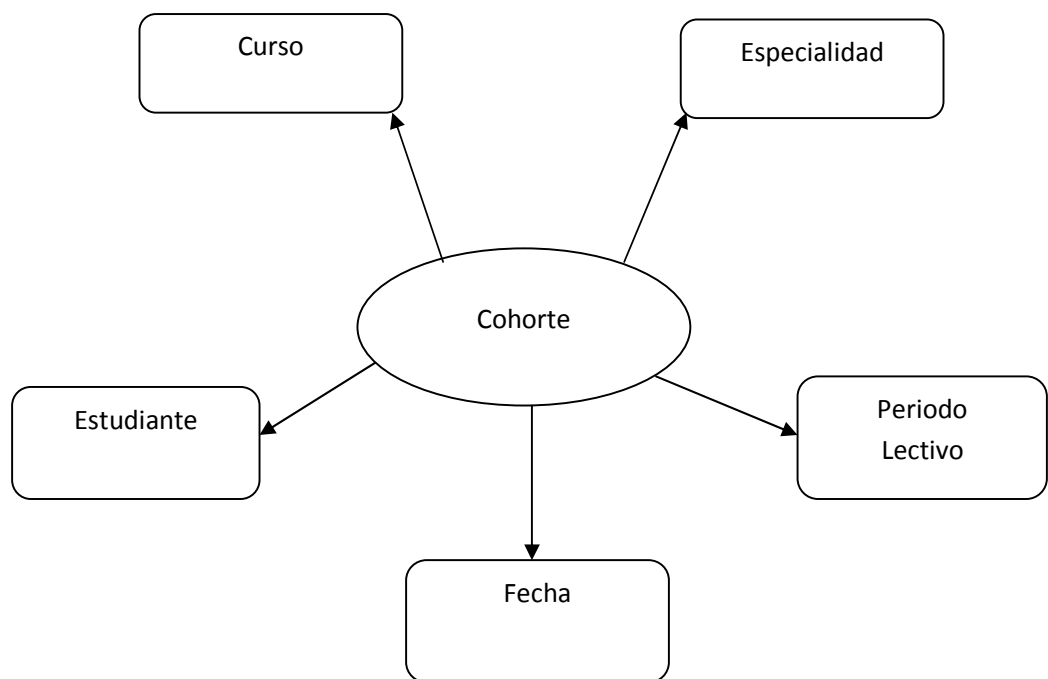 Curso
Especialidad
Cohorte
Estudiante
Periodo
Lectivo
Fecha